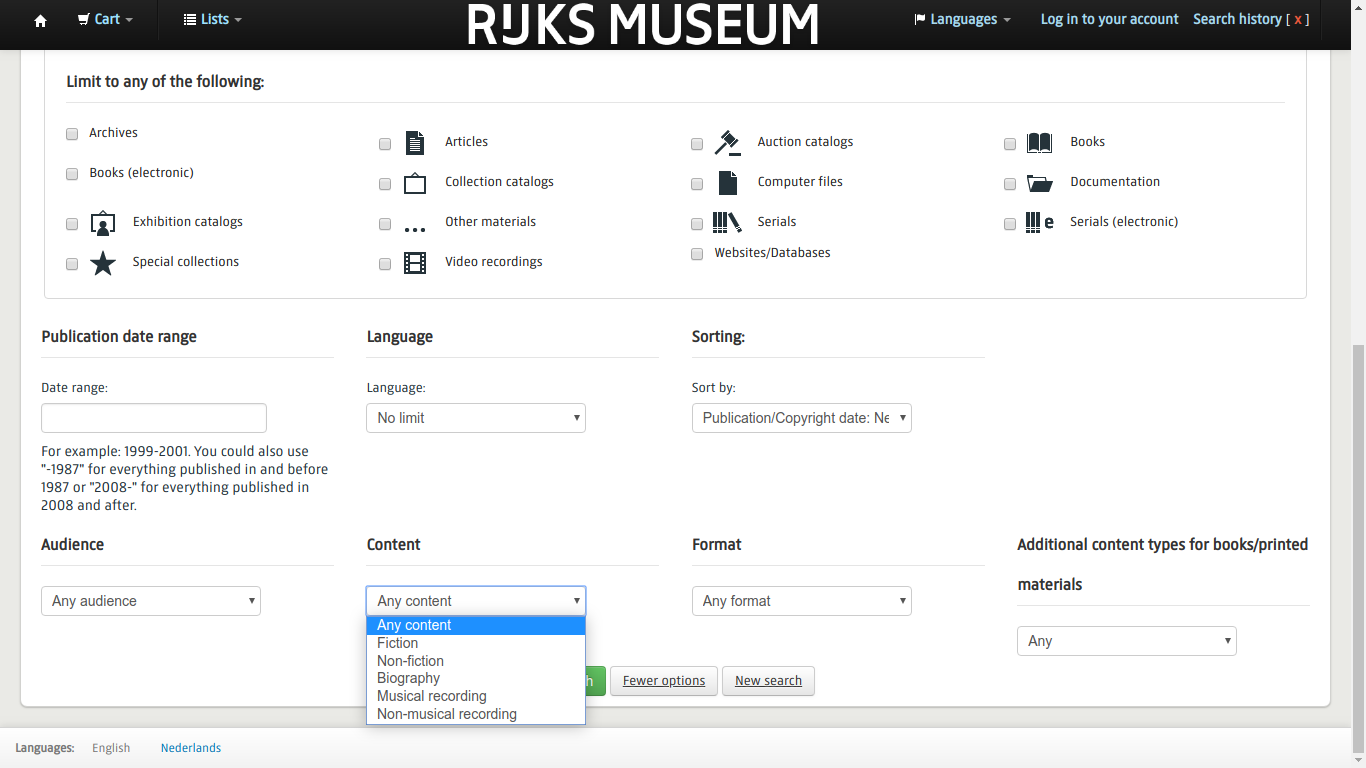 Cart
Lists
RIJKS MUSEUM
Languages
Log in to your account
Search history [ x ]
Limit to any of the following:
Archives
Articles
Auction catalogs
Books
Books (electronic)
Collection catalogs
Computer files
Documentation
Exhibition catalogs
Other materials
Serials
e
Serials (electronic)
Special collections
Video recordings
Websites/Databases
Publication date range
Language
Sorting:
Date range:
Language:
Sort by:
No limit
Publication/Copyright date: Ne
For example: 1999-2001. You could also use
"-1987" for everything published in and before
1987 or "2008-" for everything published in
2008 and after.
Audience
Content
Format
Additional content types for books/printed
materials
Any audience
Any content
Any format
Any
Any content
Fiction
Non-fiction
Biography
Musical recording
Non-musical recording
h
Fewer options
New search
Languages:
English
Nederlands